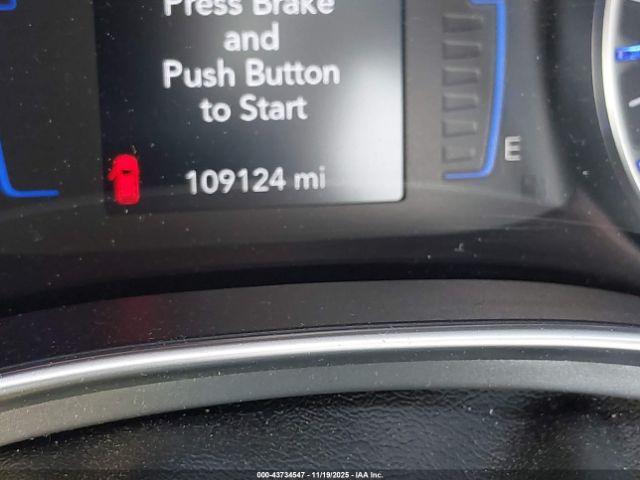 Press Brake
and
Push Button
to Start
109124 mi
E
000-43734547 - 11/19/2025 - IAA Inc.